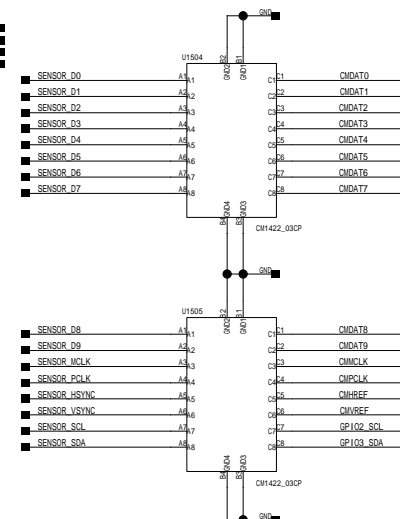 GND
U1504
B2 B1
GND2 GND1
SENSOR_D0 A1 A1 C1 C1 CMDAT0
SENSOR_D1 A2 A2 C2 C2 CMDAT1
SENSOR_D2 A3 A3 C3 C3 CMDAT2
SENSOR_D3 A4 A4 C4 C4 CMDAT3
SENSOR_D4 A5 A5 C5 C5 CMDAT4
SENSOR_D5 A6 A6 C6 C6 CMDAT5
SENSOR_D6 A7 A7 C7 C7 CMDAT6
SENSOR_D7 A8 A8 C8 C8 CMDAT7
GND4 GND3
B4 B3
CM1422_03CP
GND
U1505
B2 B1
GND2 GND1
SENSOR_D8 A1 A1 C1 C1 CMDAT8
SENSOR_D9 A2 A2 C2 C2 CMDAT9
SENSOR_MCLK A3 A3 C3 C3 CMMCLK
SENSOR_PCLK A4 A4 C4 C4 CMPCLK
SENSOR_HSYNC A5 A5 C5 C5 CMHREF
SENSOR_VSYNC A6 A6 C6 C6 CMVREF
SENSOR_SCL A7 A7 C7 C7 GPIO2_SCL
SENSOR_SDA A8 A8 C8 C8 GPIO3_SDA
GND4 GND3
B4 B3
CM1422_03CP
GND